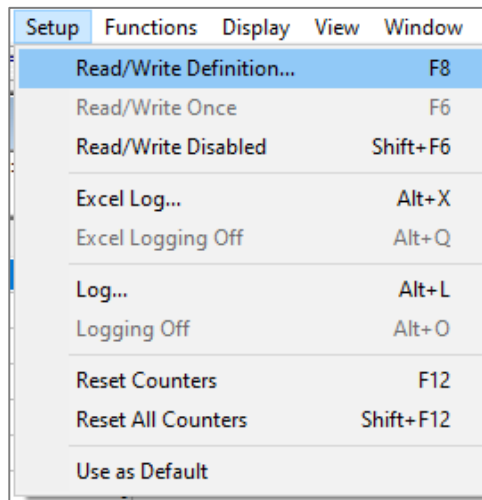 Setup Functions Display View Window
Read/Write Definition... F8
Read/Write Once F6
Read/Write Disabled Shift+F6
Excel Log... Alt+X
Excel Logging Off Alt+Q
Log... Alt+L
Logging Off Alt+O
Reset Counters F12
Reset All Counters Shift+F12
Use as Default